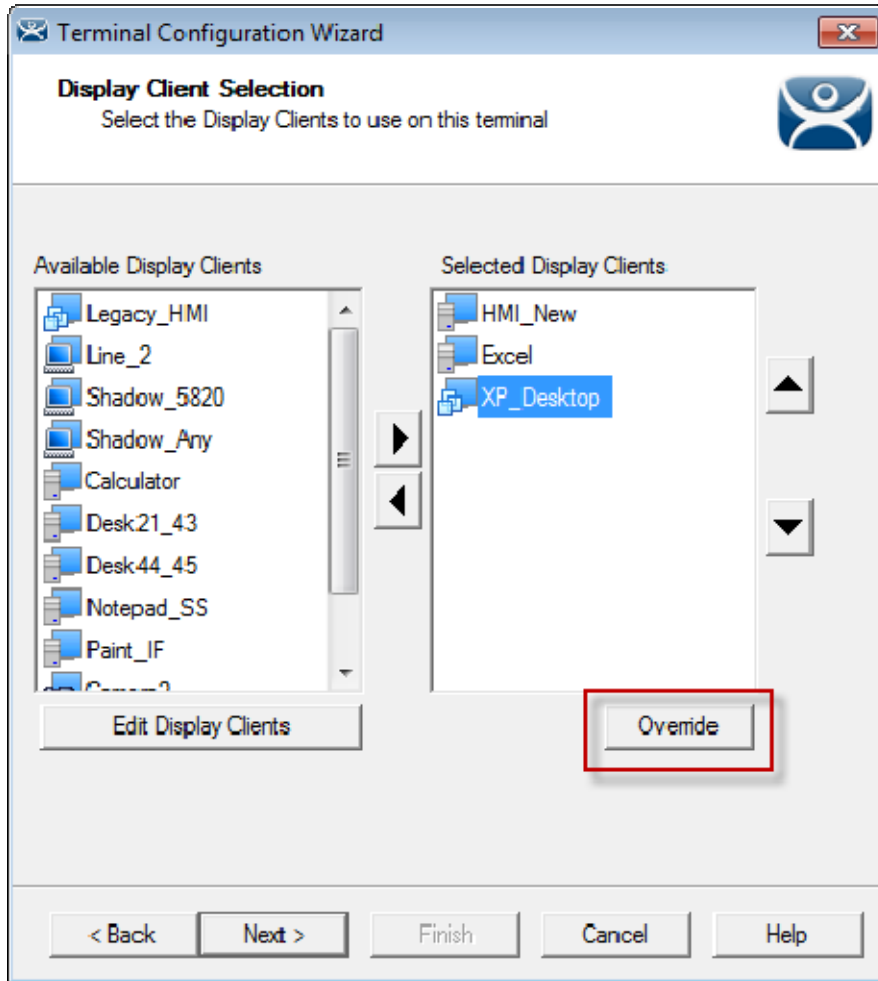 Terminal Configuration Wizard
Display Client Selection
Select the Display Clients to use on this terminal
Available Display Clients
Selected Display Clients
Legacy_HMI
Line_2
Shadow_5820
Shadow_Any
Calculator
Desk21_43
Desk44_45
Notepad_SS
Paint_IF
Camera2
HMI_New
Excel
XP_Desktop
Edit Display Clients
Override
< Back
Next >
Finish
Cancel
Help